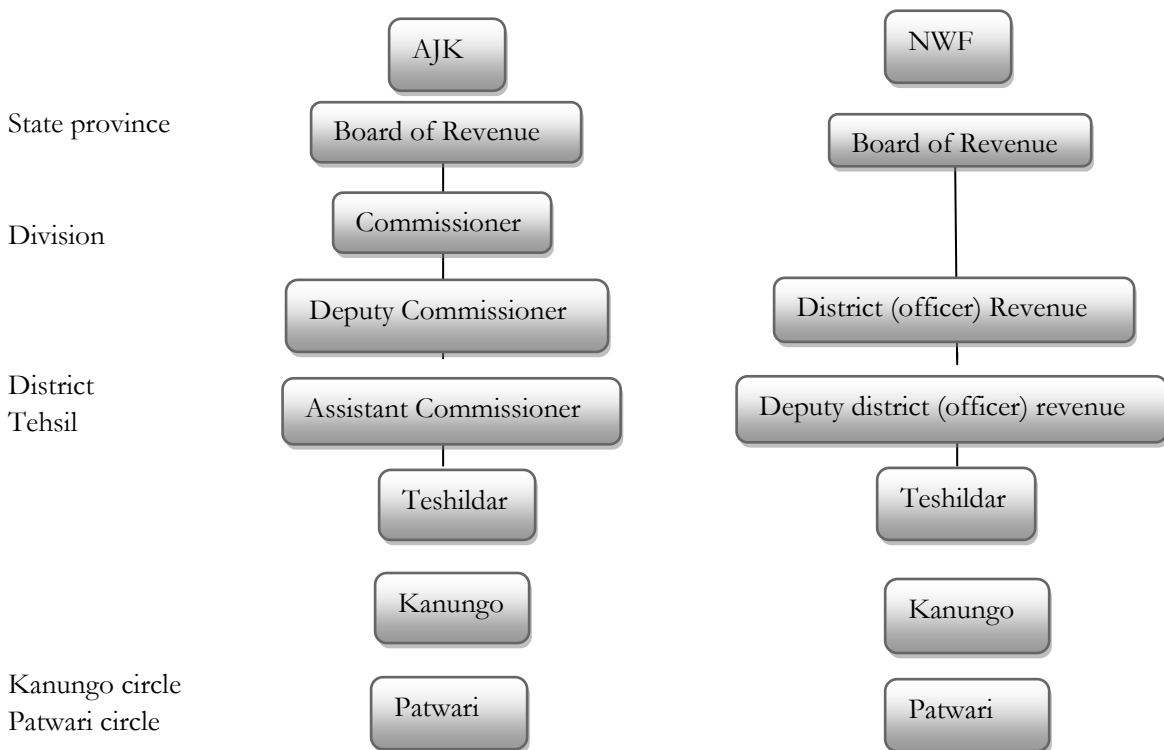 AJK
NWF
State province
Board of Revenue
Board of Revenue
Division
Commissioner
Deputy Commissioner
District (officer) Revenue
District
Tehsil
Assistant Commissioner
Deputy district (officer) revenue
Teshildar
Teshildar
Kanungo
Kanungo
Kanungo circle
Patwari circle
Patwari
Patwari